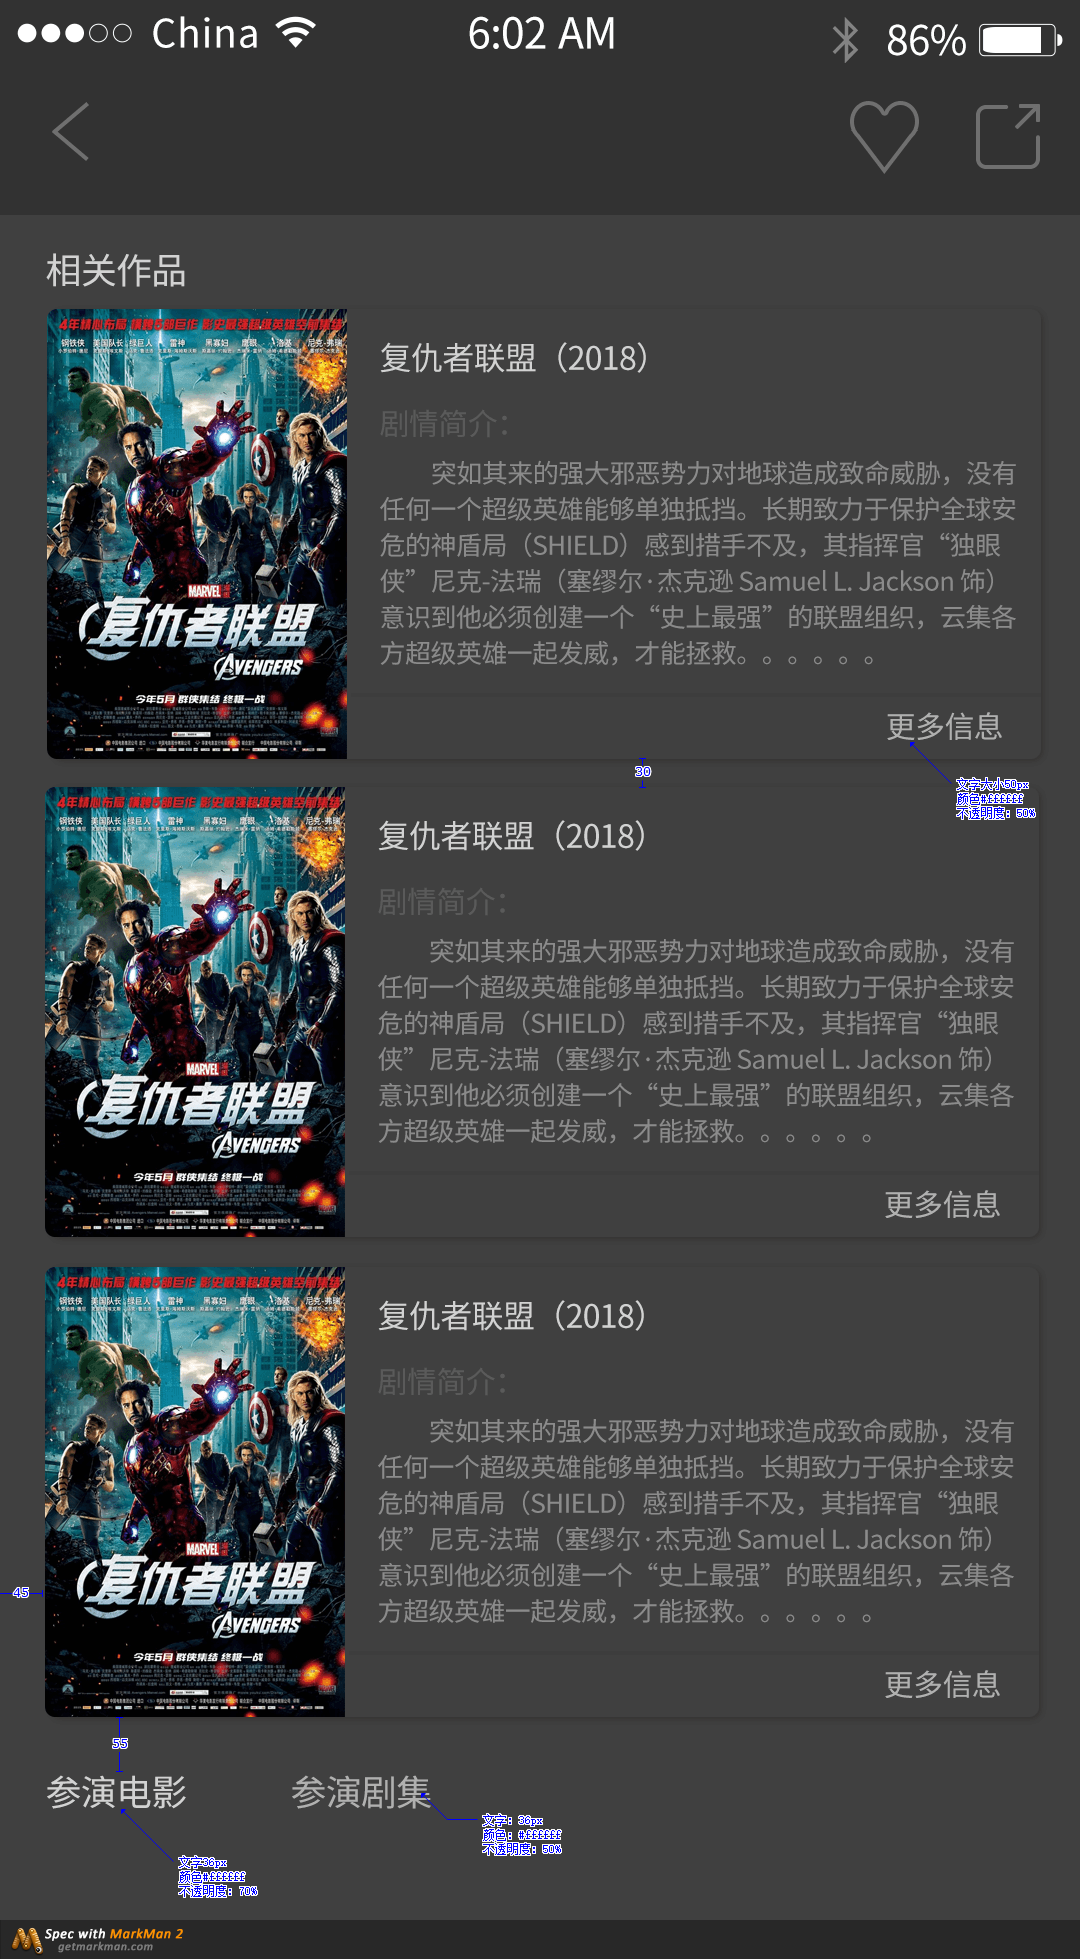 China
6:02 AM
86%
相关作品
4年精心布局 横跨5部巨作 影史最强超级英雄空前集结
钢铁侠 美国队长 绿巨人 雷神 黑寡妇 鹰眼 洛基 尼克-弗瑞
MARVEL
复仇者联盟
AVENGERS
今年5月 群侠集结 终极一战
复仇者联盟（2018）
剧情简介：
突如其来的强大邪恶势力对地球造成致命威胁，没有
任何一个超级英雄能够单独抵挡。长期致力于保护全球安
危的神盾局（SHIELD）感到措手不及，其指挥官“独眼
侠”尼克-法瑞（塞缪尔·杰克逊 Samuel L. Jackson 饰）
意识到他必须创建一个“史上最强”的联盟组织，云集各
方超级英雄一起发威，才能拯救。。。。。。
更多信息
30
文字大小50px
颜色#ffffff
不透明度：50%
4年精心布局 横跨5部巨作 影史最强超级英雄空前集结
钢铁侠 美国队长 绿巨人 雷神 黑寡妇 鹰眼 洛基 尼克-弗瑞
MARVEL
复仇者联盟
AVENGERS
今年5月 群侠集结 终极一战
复仇者联盟（2018）
剧情简介：
突如其来的强大邪恶势力对地球造成致命威胁，没有
任何一个超级英雄能够单独抵挡。长期致力于保护全球安
危的神盾局（SHIELD）感到措手不及，其指挥官“独眼
侠”尼克-法瑞（塞缪尔·杰克逊 Samuel L. Jackson 饰）
意识到他必须创建一个“史上最强”的联盟组织，云集各
方超级英雄一起发威，才能拯救。。。。。。
更多信息
4年精心布局 横跨5部巨作 影史最强超级英雄空前集结
钢铁侠 美国队长 绿巨人 雷神 黑寡妇 鹰眼 洛基 尼克-弗瑞
MARVEL
复仇者联盟
AVENGERS
今年5月 群侠集结 终极一战
复仇者联盟（2018）
剧情简介：
突如其来的强大邪恶势力对地球造成致命威胁，没有
任何一个超级英雄能够单独抵挡。长期致力于保护全球安
危的神盾局（SHIELD）感到措手不及，其指挥官“独眼
侠”尼克-法瑞（塞缪尔·杰克逊 Samuel L. Jackson 饰）
意识到他必须创建一个“史上最强”的联盟组织，云集各
方超级英雄一起发威，才能拯救。。。。。。
更多信息
45
55
参演电影
参演剧集
文字：36px
颜色：#ffffff
不透明度：50%
文字36px
颜色#ffffff
不透明度：70%
Spec with MarkMan 2
getmarkman.com